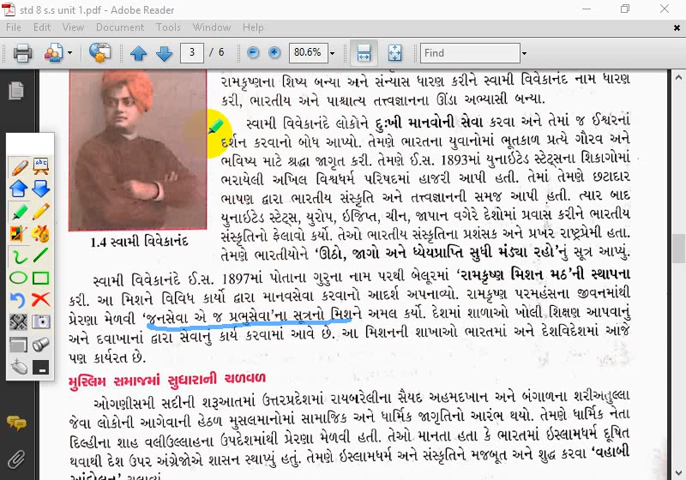 std 8 s.s unit 1.pdf - Adobe Reader
File Edit View Document Tools Window Help
3 / 6 80.6% Find
રામકૃષ્ણના શિષ્ય બન્યા અને સંન્યાસ ધારણ કરીને સ્વામી વિવેકાનંદ નામ ધારણ
કરી, ભારતીય અને પાશ્ચાત્ય તત્ત્વજ્ઞાનના ઊંડા અભ્યાસી બન્યા.
સ્વામી વિવેકાનંદે લોકોને દુઃખી માનવોની સેવા કરવા અને તેમાં જ ઈશ્વરનાં
દર્શન કરવાનો બોધ આપ્યો. તેમણે ભારતના યુવાનોમાં ભૂતકાળ પ્રત્યે ગૌરવ અને
ભવિષ્ય માટે શ્રદ્ધા જાગૃત કરી. તેમણે ઈ.સ. 1893માં યુનાઈટેડ સ્ટેટ્સના શિકાગોમાં
ભરાયેલી અખિલ વિશ્વધર્મ પરિષદમાં હાજરી આપી હતી. તેમાં તેમણે છટાદાર
ભાષણ દ્વારા ભારતીય સંસ્કૃતિ અને તત્ત્વજ્ઞાનની સમજ આપી હતી. ત્યાર બાદ
યુનાઈટેડ સ્ટેટ્સ, યુરોપ, ઇજિપ્ત, ચીન, જાપાન વગેરે દેશોમાં પ્રવાસ કરીને ભારતીય
સંસ્કૃતિનો ફેલાવો કર્યો. તેઓ ભારતીય સંસ્કૃતિના પ્રશંસક અને પ્રખર રાષ્ટ્રપ્રેમી હતા.
તેમણે ભારતીયોને ‘ઊઠો, જાગો અને ધ્યેયપ્રાપ્તિ સુધી મંડ્યા રહો’નું સૂત્ર આપ્યું.
1.4 સ્વામી વિવેકાનંદ
સ્વામી વિવેકાનંદે ઈ.સ. 1897માં પોતાના ગુરુના નામ પરથી બેલૂરમાં ‘રામકૃષ્ણ મિશન મઠ’ની સ્થાપના
કરી. આ મિશને વિવિધ કાર્યો દ્વારા માનવસેવા કરવાનો આદર્શ અપનાવ્યો. રામકૃષ્ણ પરમહંસના જીવનમાંથી
પ્રેરણા મેળવી ‘જનસેવા એ જ પ્રભુસેવા’ના સૂત્રનો મિશને અમલ કર્યો. દેશમાં શાળાઓ ખોલી શિક્ષણ આપવાનું
અને દવાખાનાં દ્વારા સેવાનું કાર્ય કરવામાં આવે છે. આ મિશનની શાખાઓ ભારતમાં અને દેશવિદેશમાં આજે
પણ કાર્યરત છે.
મુસ્લિમ સમાજમાં સુધારાની ચળવળ
ઓગણીસમી સદીની શરૂઆતમાં ઉત્તરપ્રદેશમાં રાયબરેલીના સૈયદ અહમદખાન અને બંગાળના શરીઅતુલ્લા
જેવા લોકોની આગેવાની હેઠળ મુસલમાનોમાં સામાજિક અને ધાર્મિક જાગૃતિનો આરંભ થયો. તેમણે ધાર્મિક નેતા
દિલ્હીના શાહ વલીઉલ્લાહના ઉપદેશમાંથી પ્રેરણા મેળવી હતી. તેઓ માનતા હતા કે ભારતમાં ઇસ્લામધર્મ દૂષિત
થવાથી દેશ ઉપર અંગ્રેજોએ શાસન સ્થાપ્યું હતું. તેમણે ઇસ્લામધર્મ અને સંસ્કૃતિને મજબૂત અને શુદ્ધ કરવા ‘વહાબી